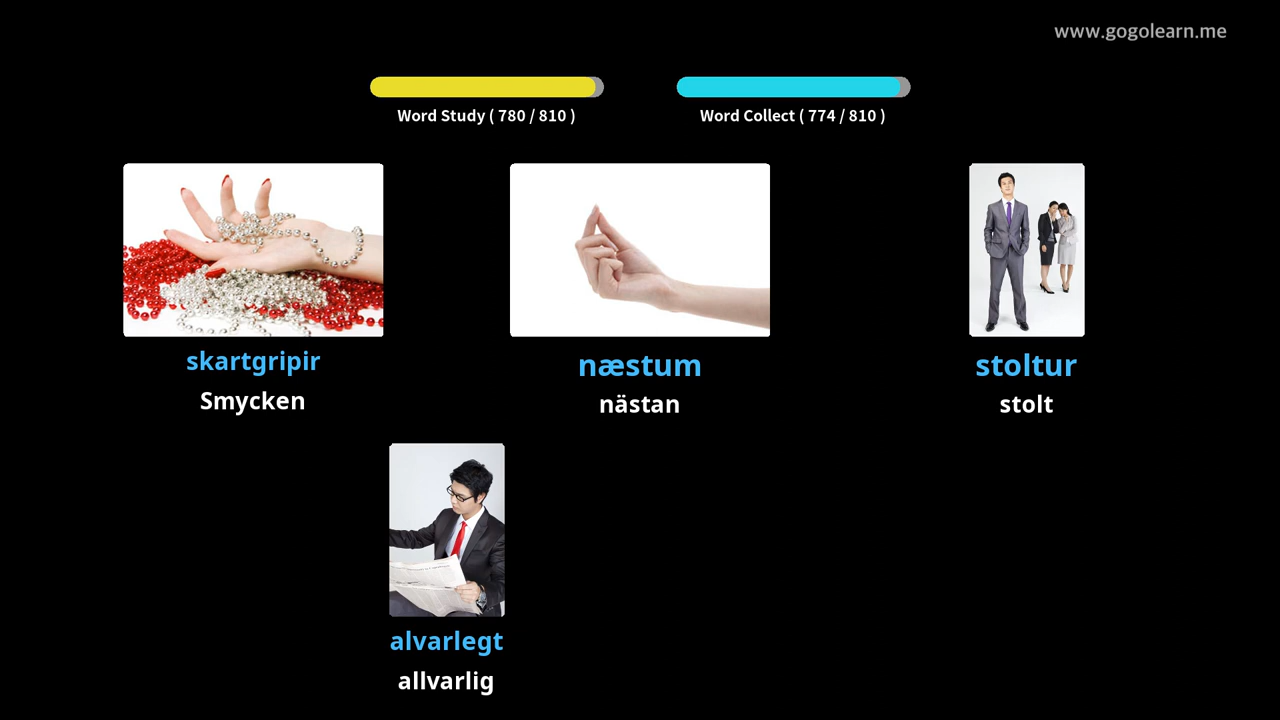 www.gogolearn.me
Word Study ( 780 / 810 )
Word Collect ( 774 / 810 )
skartgripir
Smycken
næstum
nästan
stoltur
stolt
alvarlegt
allvarlig